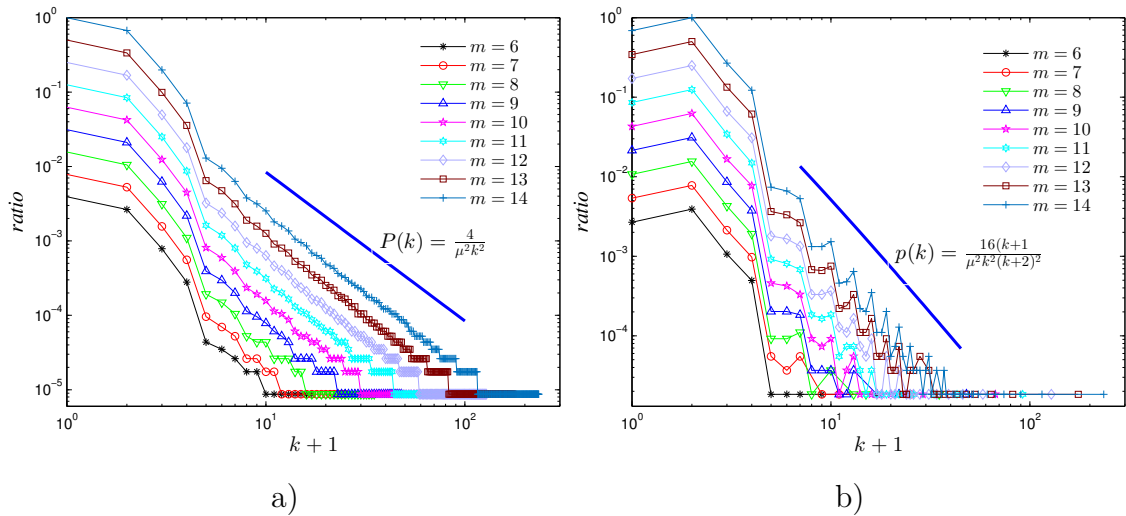 10^0
10^-1
10^-2
10^-3
10^-4
10^-5
ratio
10^0
10^1
10^2
k + 1
m = 6
m = 7
m = 8
m = 9
m = 10
m = 11
m = 12
m = 13
m = 14
P(k) = 4/μ²k²
a)
10^0
10^-1
10^-2
10^-3
10^-4
ratio
10^0
10^1
10^2
k + 1
m = 6
m = 7
m = 8
m = 9
m = 10
m = 11
m = 12
m = 13
m = 14
p(k) = 16(k+1/μ²k²(k+2)²
b)